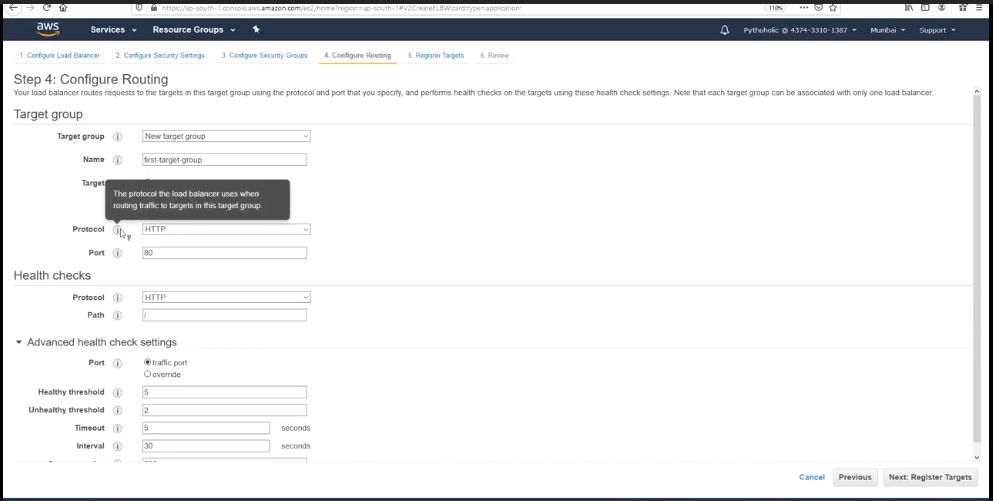 https://ap-south-1.console.aws.amazon.com/ec2/home?region=ap-south-1#V2CreateELBWizard:type=application:
110%
aws
Services
Resource Groups
Pythoholic @ 4374-3310-1387
Mumbai
Support
1. Configure Load Balancer
2. Configure Security Settings
3. Configure Security Groups
4. Configure Routing
5. Register Targets
6. Review
Step 4: Configure Routing
Your load balancer routes requests to the targets in this target group using the protocol and port that you specify, and performs health checks on the targets using these health check settings. Note that each target group can be associated with only one load balancer.
Target group
Target group i New target group
Name i first-target-group
Target
The protocol the load balancer uses when
routing traffic to targets in this target group.
Protocol i HTTP
Port i 80
Health checks
Protocol i HTTP
Path i /
Advanced health check settings
Port i traffic port
override
Healthy threshold i 5
Unhealthy threshold i 2
Timeout i 5 seconds
Interval i 30 seconds
Cancel Previous Next: Register Targets